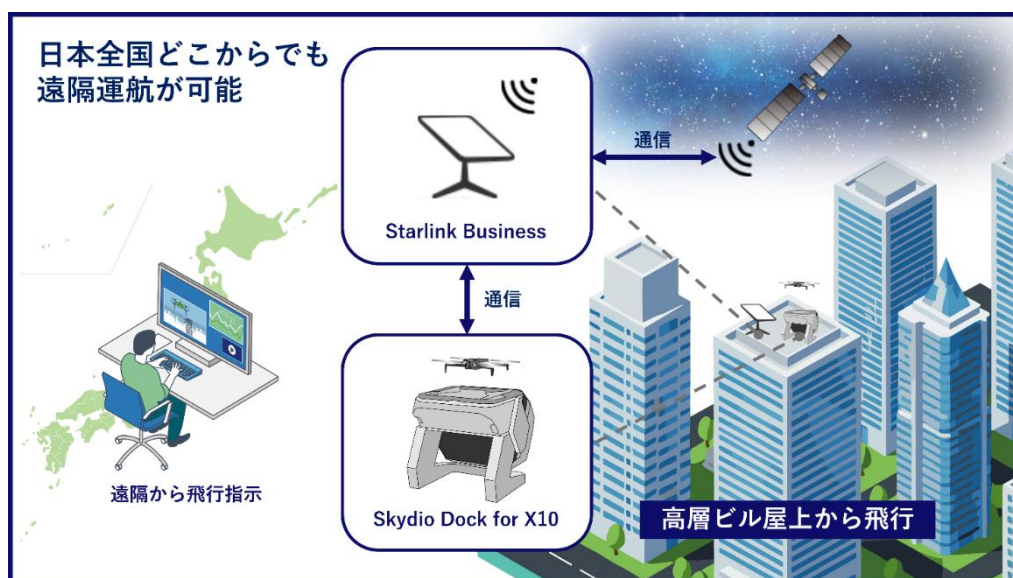 日本全国どこからでも
遠隔運航が可能
通信
Starlink Business
通信
遠隔から飛行指示
Skydio Dock for X10
高層ビル屋上から飛行